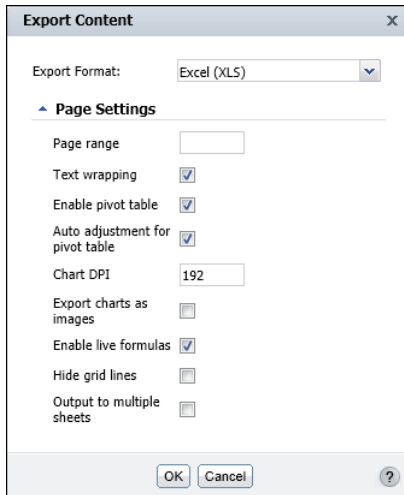 Export Content x
Export Format: Excel (XLS)
Page Settings
Page range
Text wrapping
Enable pivot table
Auto adjustment for
pivot table
Chart DPI 192
Export charts as
images
Enable live formulas
Hide grid lines
Output to multiple
sheets
OK Cancel ?